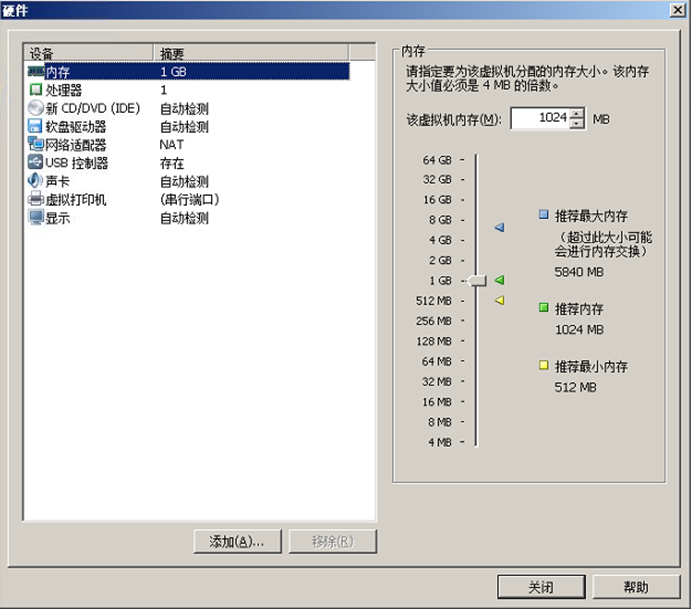 硬件
设备 摘要
内存 1 GB
处理器 1
新 CD/DVD (IDE) 自动检测
软盘驱动器 自动检测
网络适配器 NAT
USB 控制器 存在
声卡 自动检测
虚拟打印机 (串行端口)
显示 自动检测
添加(A)... 移除(R)
内存
请指定要为该虚拟机分配的内存大小。该内存
大小值必须是 4 MB 的倍数。
该虚拟机内存(M): 1024 MB
64 GB
32 GB
16 GB
8 GB
4 GB
2 GB
1 GB
512 MB
256 MB
128 MB
64 MB
32 MB
16 MB
8 MB
4 MB
推荐最大内存
（超过此大小可能
会进行内存交换）
5840 MB
推荐内存
1024 MB
推荐最小内存
512 MB
关闭 帮助